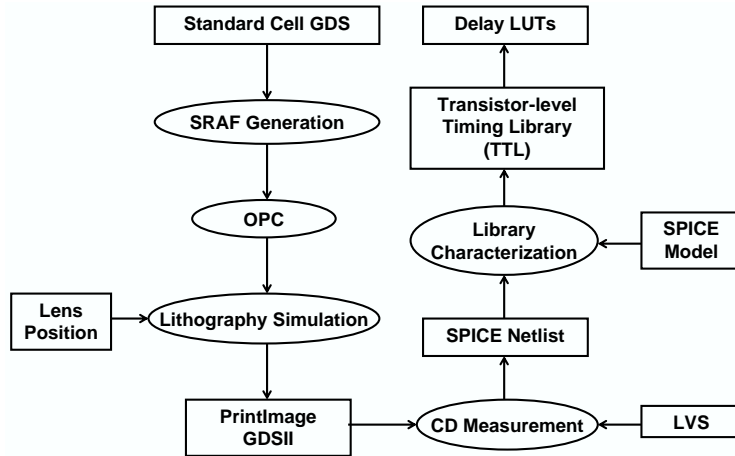 Standard Cell GDS
SRAF Generation
OPC
Lens
Position
Lithography Simulation
PrintImage
GDSII
Delay LUTs
Transistor-level
Timing Library
(TTL)
Library
Characterization
SPICE
Model
SPICE Netlist
CD Measurement
LVS